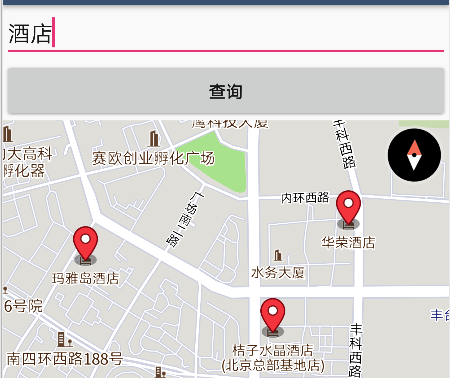 酒店
查询
鹰科技大厦
力大高科
孵化器
赛欧创业孵化广场
丰科西路
广场南二路
内环西路
华荣酒店
玛雅岛酒店
水务大厦
6号院
丰台
桔子水晶酒店
(北京总部基地店)
丰科西路
南四环西路188号